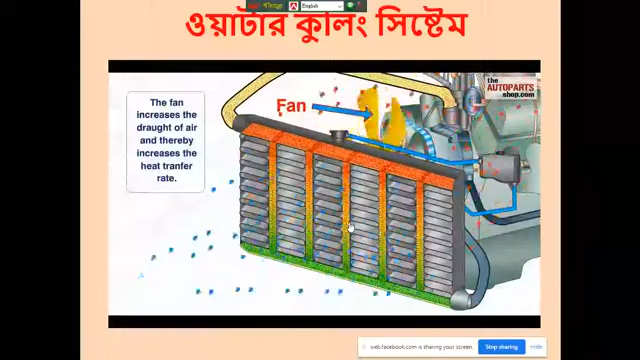 English
ওয়াটার কুলিং সিষ্টেম
the
AUTOPARTS
shop.com
The fan
increases the
draught of air
and thereby
increases the
heat tranfer
rate.
Fan
web.facebook.com is sharing your screen.
Stop sharing
Hide